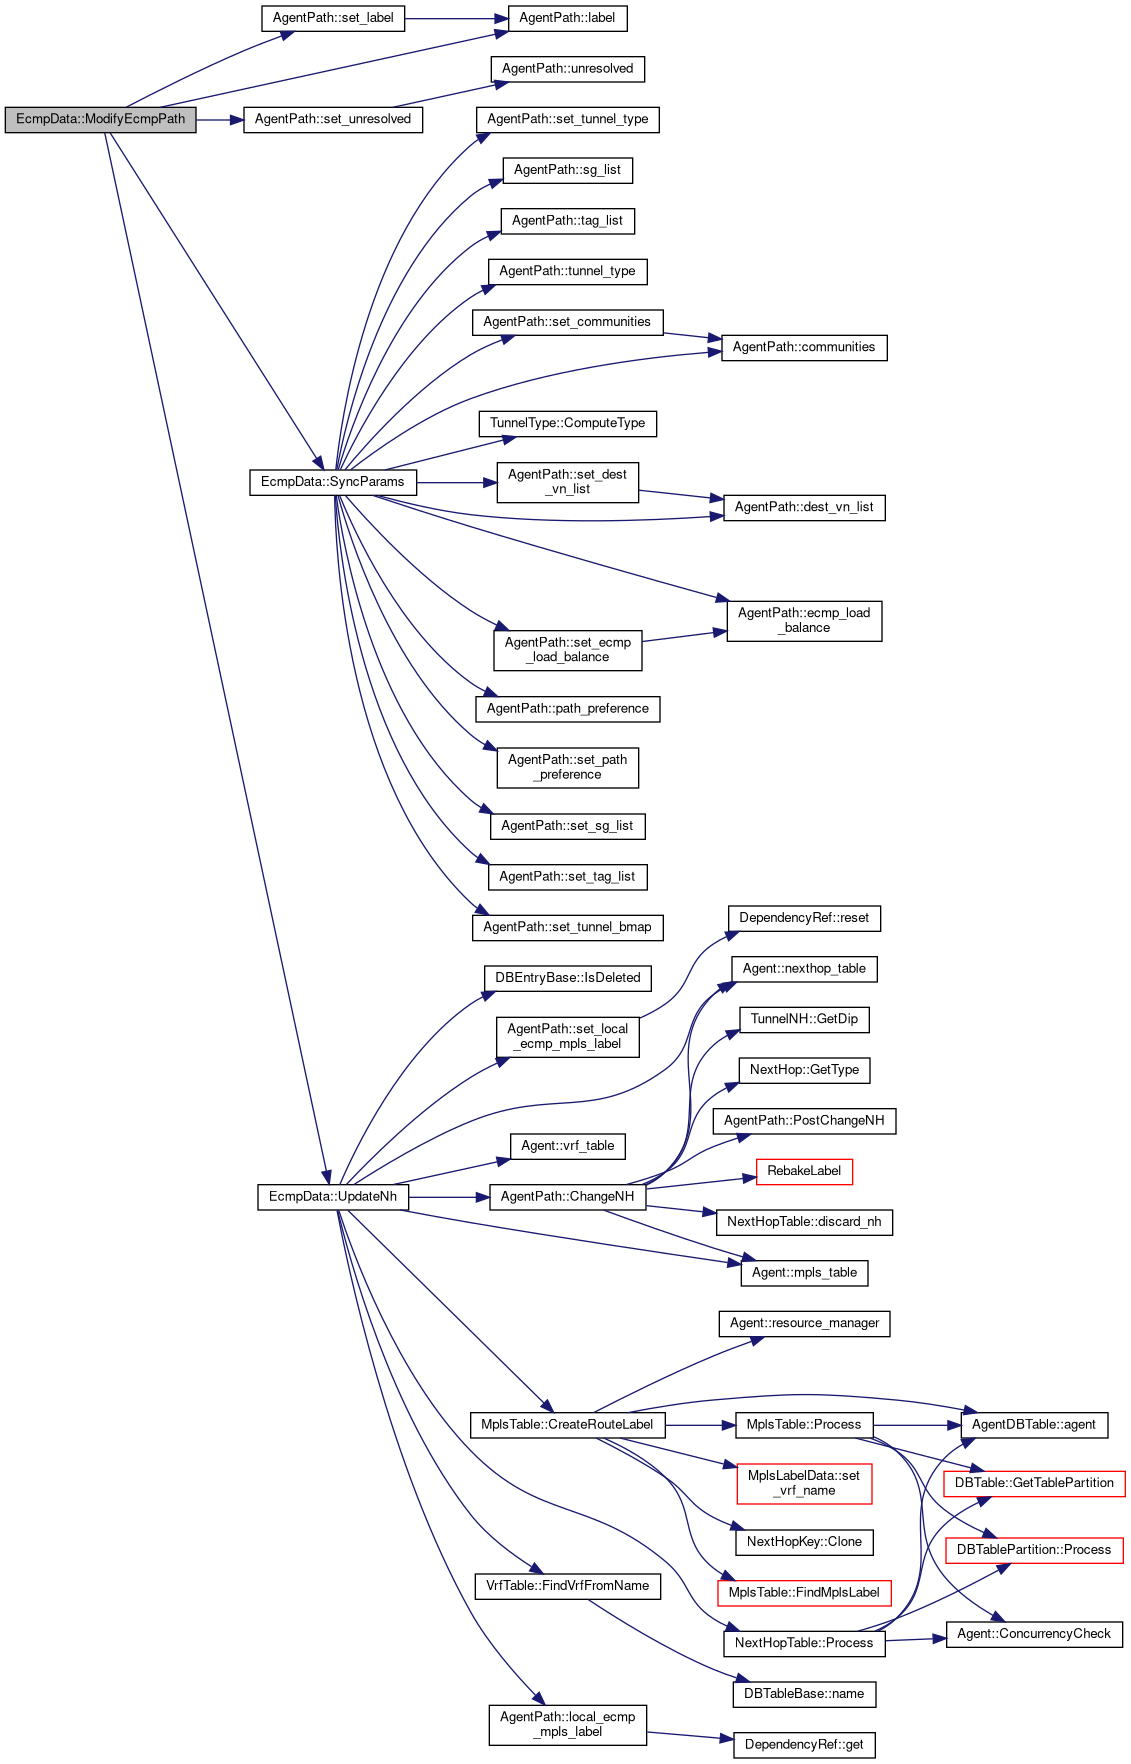 AgentPath::set_label
AgentPath::label
AgentPath::unresolved
EcmpData::ModifyEcmpPath
AgentPath::set_unresolved
AgentPath::set_tunnel_type
AgentPath::sg_list
AgentPath::tag_list
AgentPath::tunnel_type
AgentPath::set_communities
AgentPath::communities
TunnelType::ComputeType
EcmpData::SyncParams
AgentPath::set_dest
_vn_list
AgentPath::dest_vn_list
AgentPath::ecmp_load
_balance
AgentPath::set_ecmp
_load_balance
AgentPath::path_preference
AgentPath::set_path
_preference
AgentPath::set_sg_list
AgentPath::set_tag_list
AgentPath::set_tunnel_bmap
DependencyRef::reset
DBEntryBase::IsDeleted
Agent::nexthop_table
AgentPath::set_local
_ecmp_mpls_label
TunnelNH::GetDip
NextHop::GetType
AgentPath::PostChangeNH
Agent::vrf_table
RebakeLabel
EcmpData::UpdateNh
AgentPath::ChangeNH
NextHopTable::discard_nh
Agent::mpls_table
Agent::resource_manager
MplsTable::CreateRouteLabel
MplsTable::Process
AgentDBTable::agent
MplsLabelData::set
_vrf_name
DBTable::GetTablePartition
NextHopKey::Clone
DBTablePartition::Process
VrfTable::FindVrfFromName
MplsTable::FindMplsLabel
NextHopTable::Process
Agent::ConcurrencyCheck
DBTableBase::name
AgentPath::local_ecmp
_mpls_label
DependencyRef::get